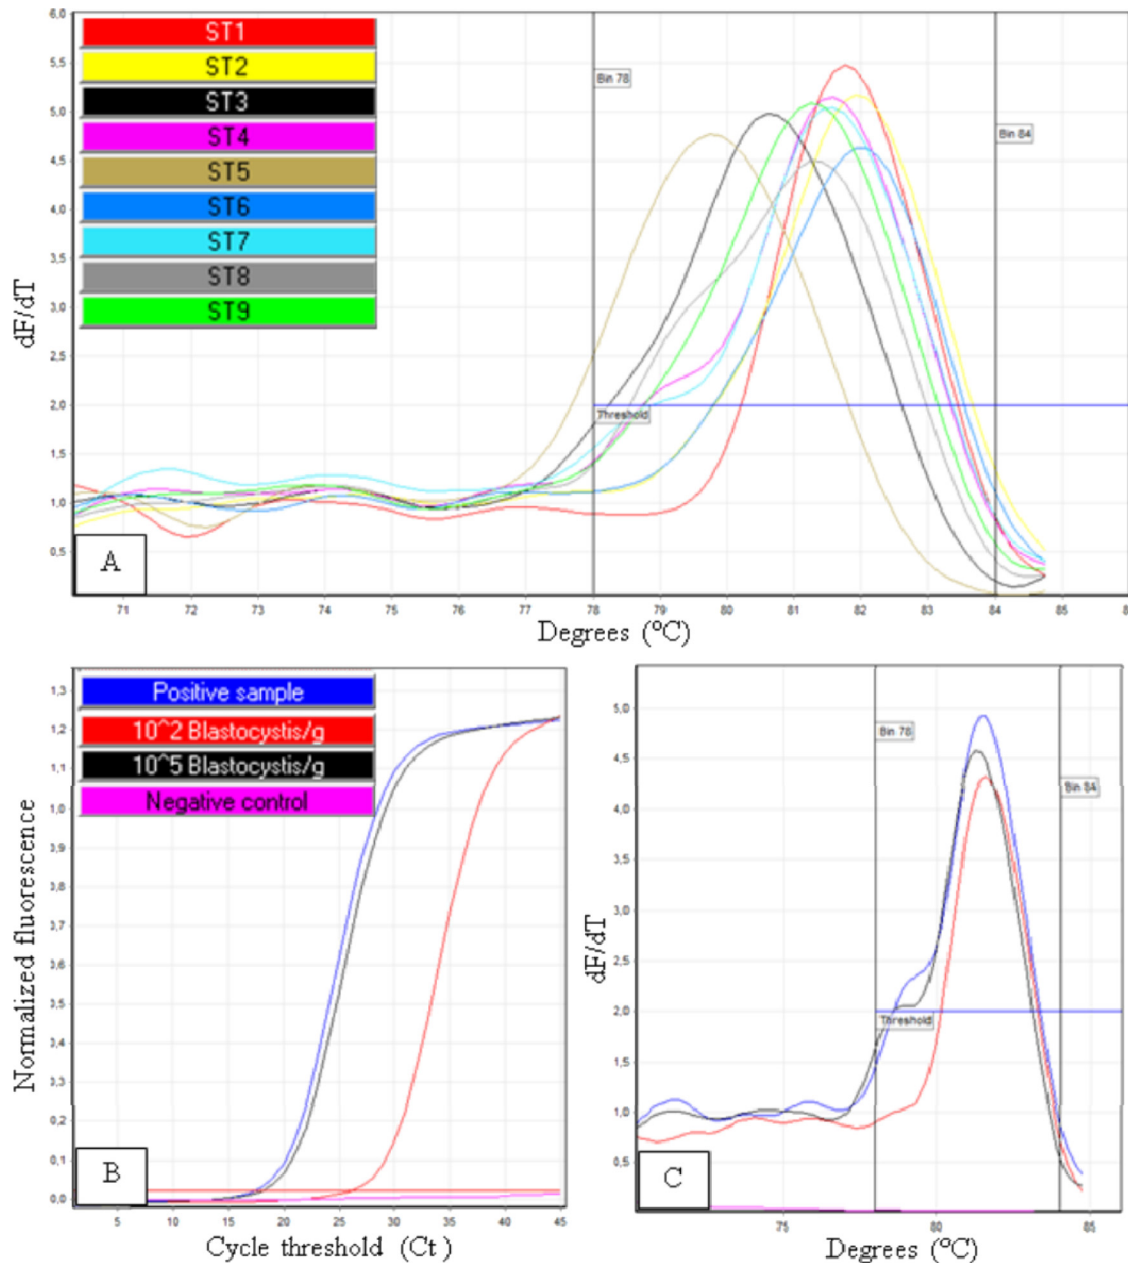 6,0
5,5
5,0
4,5
4,0
3,5
3,0
2,5
2,0
1,5
1,0
0,5
dF/dT
ST1
ST2
ST3
ST4
ST5
ST6
ST7
ST8
ST9
Bin 78
Bin 84
Threshold
A
71 72 73 74 75 76 77 78 79 80 81 82 83 84 85
Degrees (ºC)
1,3
1,2
1,1
1,0
0,9
0,8
0,7
0,6
0,5
0,4
0,3
0,2
0,1
0,0
Normalized fluorescence
Positive sample
10^2 Blastocystis/g
10^5 Blastocystis/g
Negative control
B
5 10 15 20 25 30 35 40 45
Cycle threshold (Ct )
5,0
4,5
4,0
3,5
3,0
2,5
2,0
1,5
1,0
0,5
dF/dT
Bin 78
Bin 84
Threshold
C
75 80 85
Degrees (ºC)